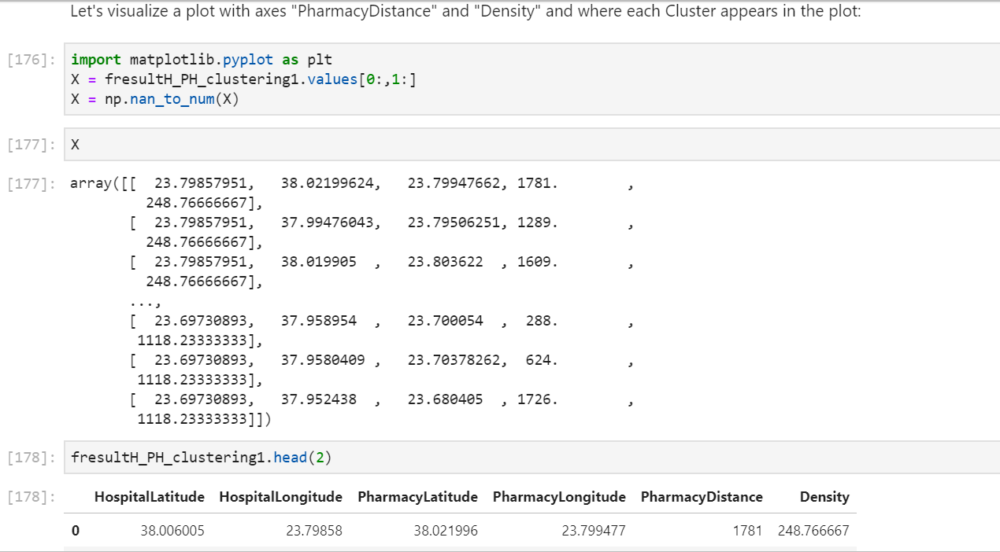 Let's visualize a plot with axes "PharmacyDistance" and "Density" and where each Cluster appears in the plot:
[176]: import matplotlib.pyplot as plt
X = fresultH_PH_clustering1.values[0:,1:]
X = np.nan_to_num(X)
[177]: X
[177]: array([[ 23.79857951, 38.02199624, 23.79947662, 1781. ,
248.76666667],
[ 23.79857951, 37.99476043, 23.79506251, 1289. ,
248.76666667],
[ 23.79857951, 38.019905 , 23.803622 , 1609. ,
248.76666667],
...,
[ 23.69730893, 37.958954 , 23.700054 , 288. ,
1118.23333333],
[ 23.69730893, 37.9580409 , 23.70378262, 624. ,
1118.23333333],
[ 23.69730893, 37.952438 , 23.680405 , 1726. ,
1118.23333333]])
[178]: fresultH_PH_clustering1.head(2)
[178]: HospitalLatitude HospitalLongitude PharmacyLatitude PharmacyLongitude PharmacyDistance Density
0 38.006005 23.79858 38.021996 23.799477 1781 248.766667